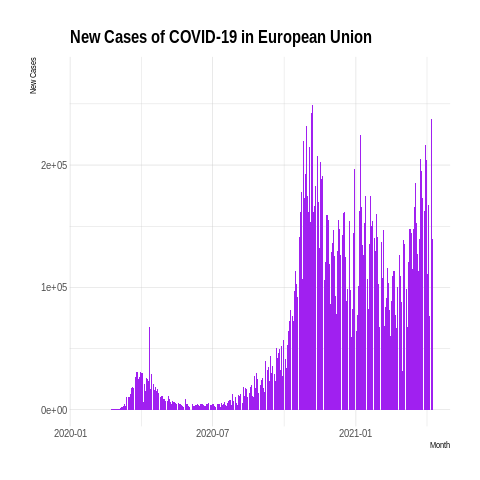 New Cases of COVID-19 in European Union
New Cases
2e+05
1e+05
0e+00
2020-01
2020-07
2021-01
Month